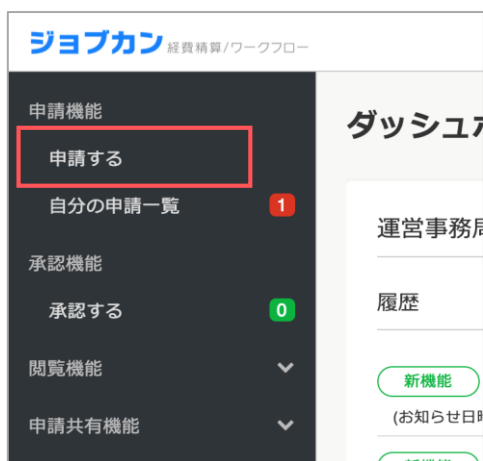 ジョブカン 経費精算/ワークフロー
申請機能
申請する
自分の申請一覧 1
承認機能
承認する 0
閲覧機能
申請共有機能
ダッシュボ
運営事務局
履歴
新機能
(お知らせ日時